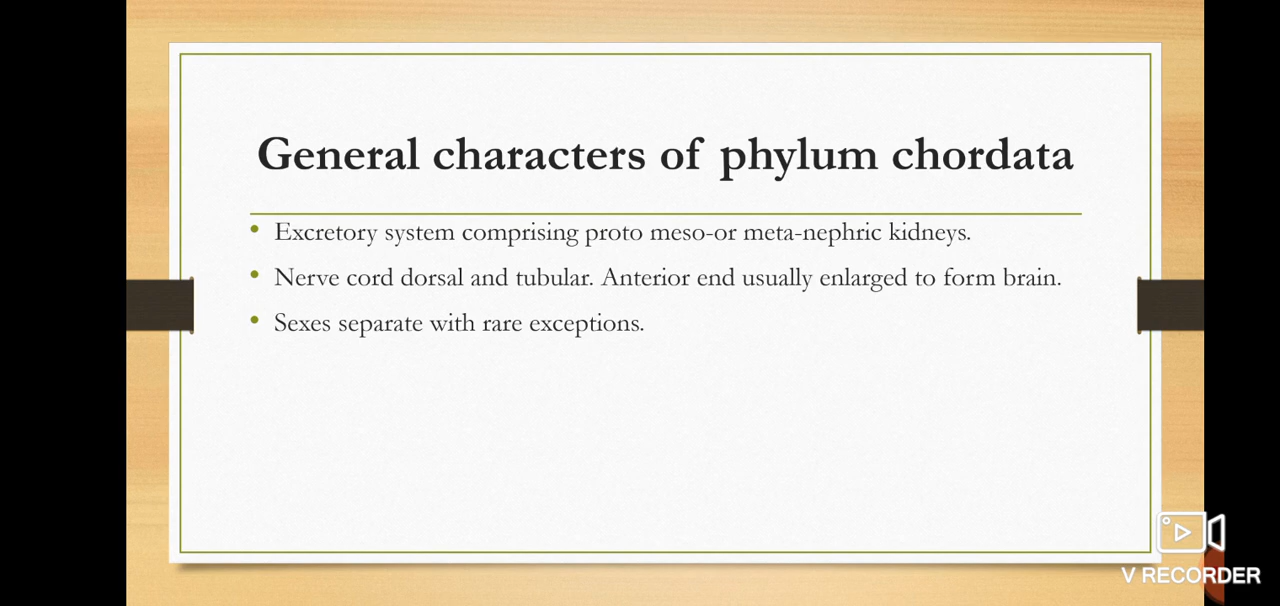 General characters of phylum chordata
• Excretory system comprising proto meso-or meta-nephric kidneys.
• Nerve cord dorsal and tubular. Anterior end usually enlarged to form brain.
• Sexes separate with rare exceptions.
V RECORDER